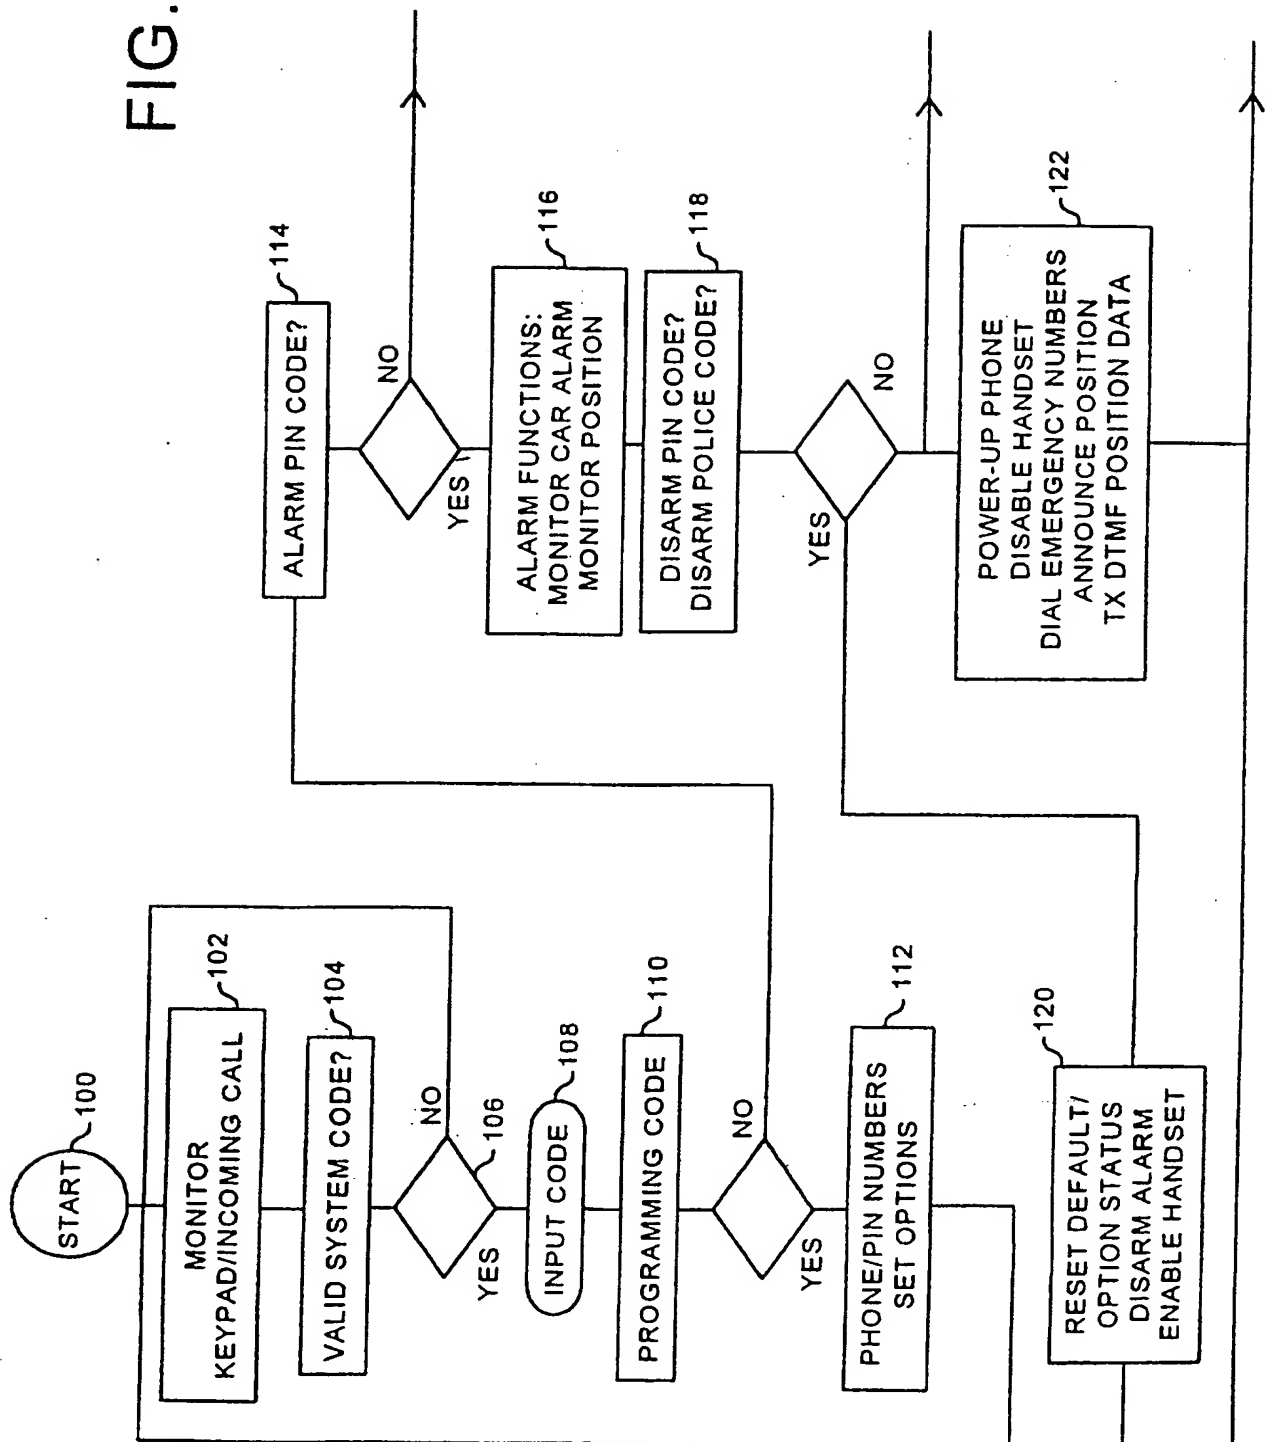 FIG.
START
100
MONITOR
KEYPAD/INCOMING CALL
102
VALID SYSTEM CODE?
104
NO
106
YES
INPUT CODE
108
PROGRAMMING CODE
110
NO
YES
PHONE/PIN NUMBERS
SET OPTIONS
112
ALARM PIN CODE?
114
NO
YES
ALARM FUNCTIONS:
MONITOR CAR ALARM
MONITOR POSITION
116
DISARM PIN CODE?
DISARM POLICE CODE?
118
YES
NO
RESET DEFAULT/
OPTION STATUS
DISARM ALARM
ENABLE HANDSET
120
POWER-UP PHONE
DISABLE HANDSET
DIAL EMERGENCY NUMBERS
ANNOUNCE POSITION
TX DTMF POSITION DATA
122